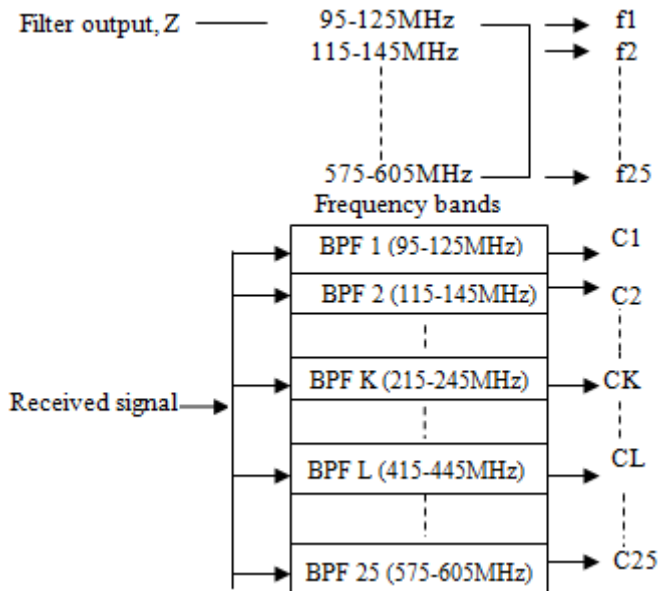 Filter output, Z 95-125MHz f1
115-145MHz f2
575-605MHz f25
Frequency bands
BPF 1 (95-125MHz) C1
BPF 2 (115-145MHz) C2
BPF K (215-245MHz) CK
Received signal
BPF L (415-445MHz) CL
BPF 25 (575-605MHz) C25